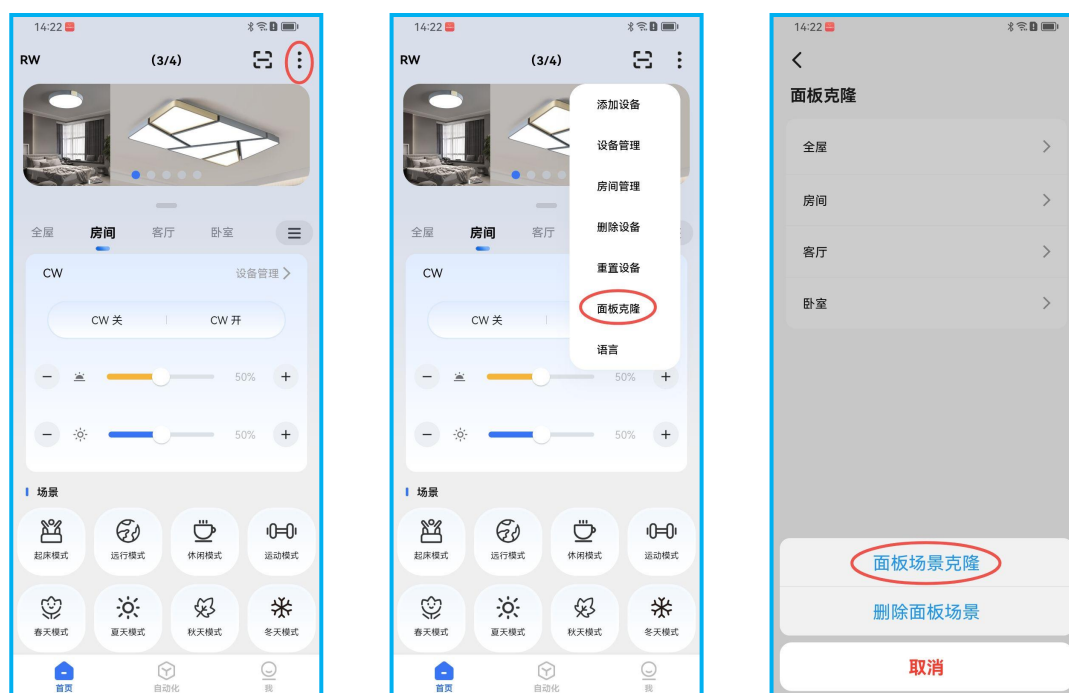 14:22
RW (3/4)
全屋 房间 客厅 卧室
CW 设备管理
CW 关 CW 开
50%
50%
场景
起床模式 远行模式 休闲模式 运动模式
春天模式 夏天模式 秋天模式 冬天模式
首页 自动化 我
14:22
RW (3/4)
添加设备
设备管理
房间管理
删除设备
重置设备
面板克隆
语言
全屋 房间 客厅
CW
CW 关
50%
50%
场景
起床模式 远行模式 休闲模式 运动模式
春天模式 夏天模式 秋天模式 冬天模式
首页 自动化 我
14:22
面板克隆
全屋
房间
客厅
卧室
面板场景克隆
删除面板场景
取消